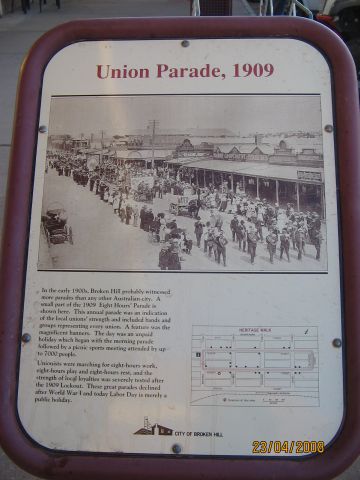 Union Parade, 1909
In the early 1900s, Broken Hill probably witnessed
more parades than any other Australian city. A
small part of the 1909 Eight Hours' Parade is
shown here. This annual parade was an indication
of the local unions' strength and included bands and
groups representing every union. A feature was the
magnificent banners. The day was an unpaid
holiday which began with the morning parade
followed by a picnic sports meeting attended by up
to 7000 people.
Unionists were marching for eight-hours work,
eight-hours play and eight-hours rest, and the
strength of local loyalties was severely tested after
the 1909 Lockout. These great parades declined
after World War I and today Labor Day is merely a
public holiday.
HERITAGE WALK
CITY OF BROKEN HILL
23/04/2006